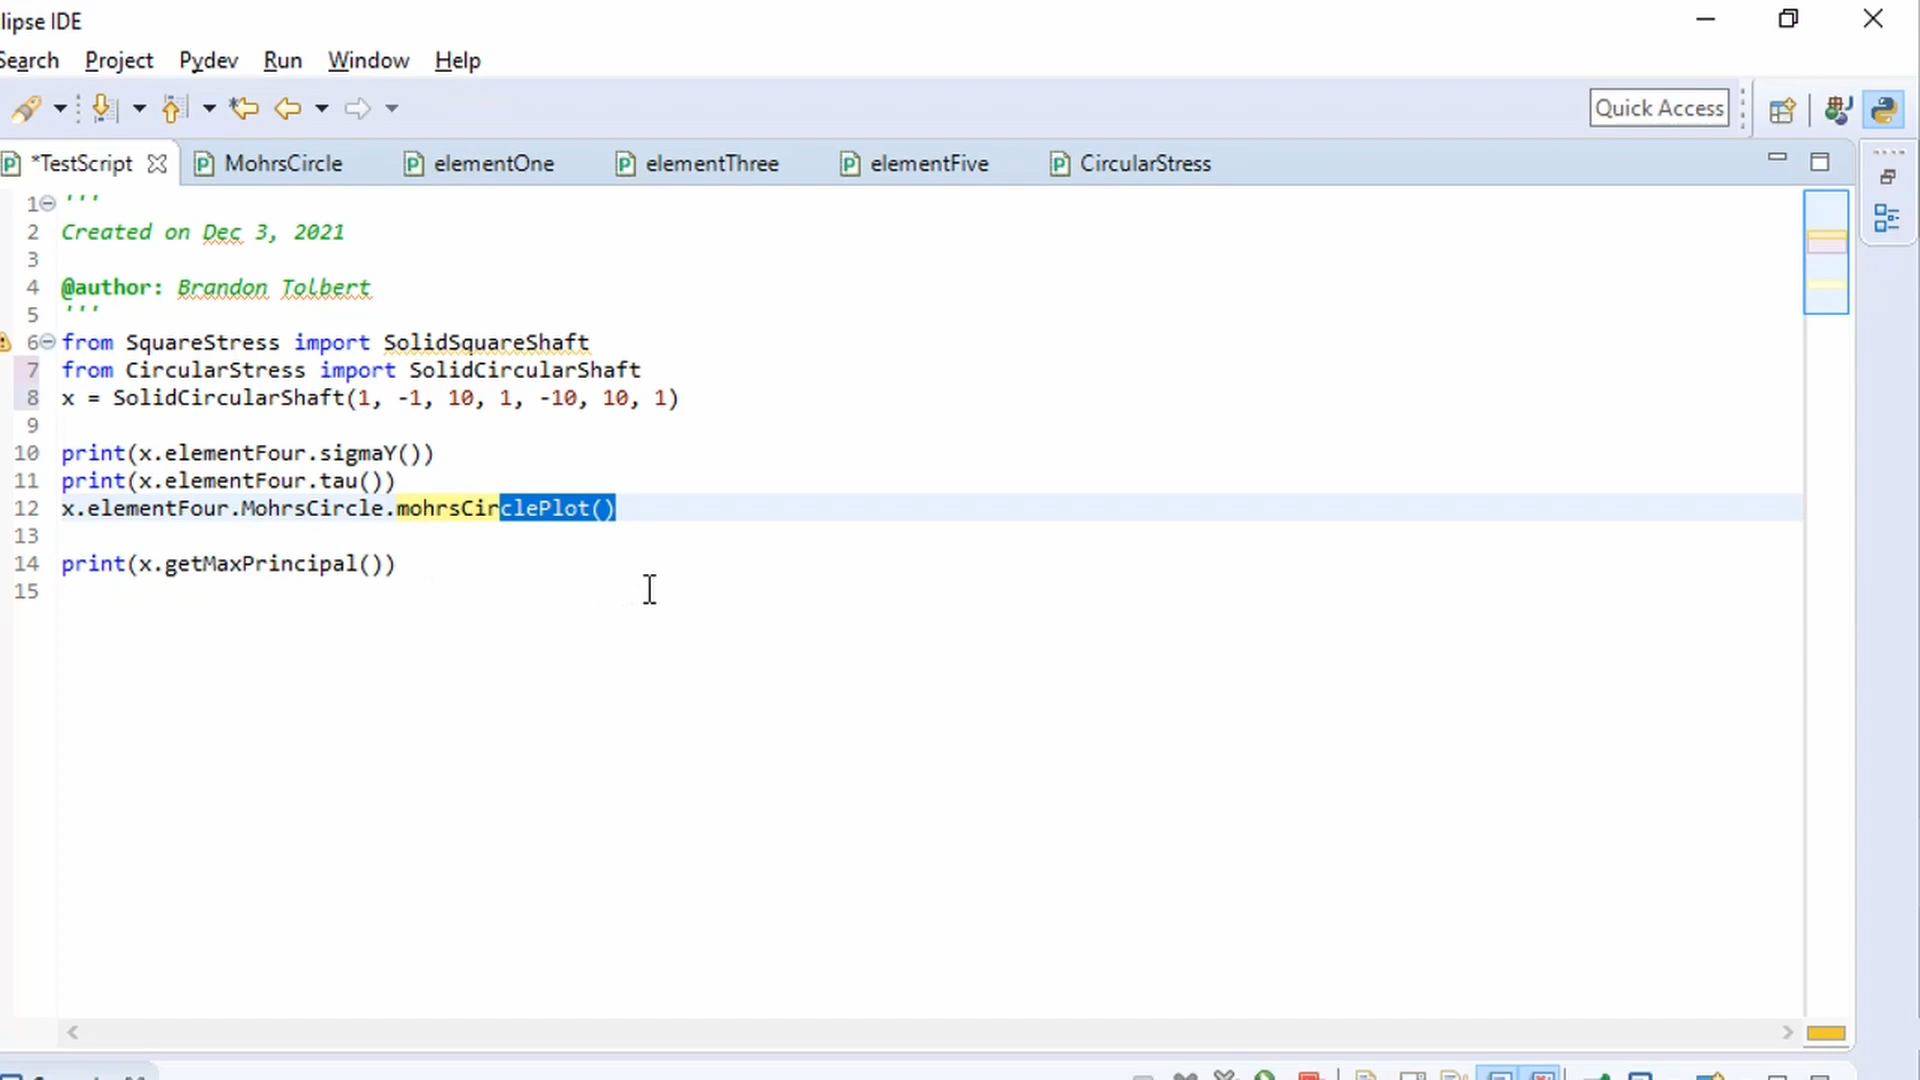 lipse IDE
Search Project Pydev Run Window Help
Quick Access
*TestScript MohrsCircle elementOne elementThree elementFive CircularStress
1 '''
2 Created on Dec 3, 2021
3
4 @author: Brandon Tolbert
5 '''
6 from SquareStress import SolidSquareShaft
7 from CircularStress import SolidCircularShaft
8 x = SolidCircularShaft(1, -1, 10, 1, -10, 10, 1)
9
10 print(x.elementFour.sigmaY())
11 print(x.elementFour.tau())
12 x.elementFour.MohrsCircle.mohrsCirclePlot()
13
14 print(x.getMaxPrincipal())
15